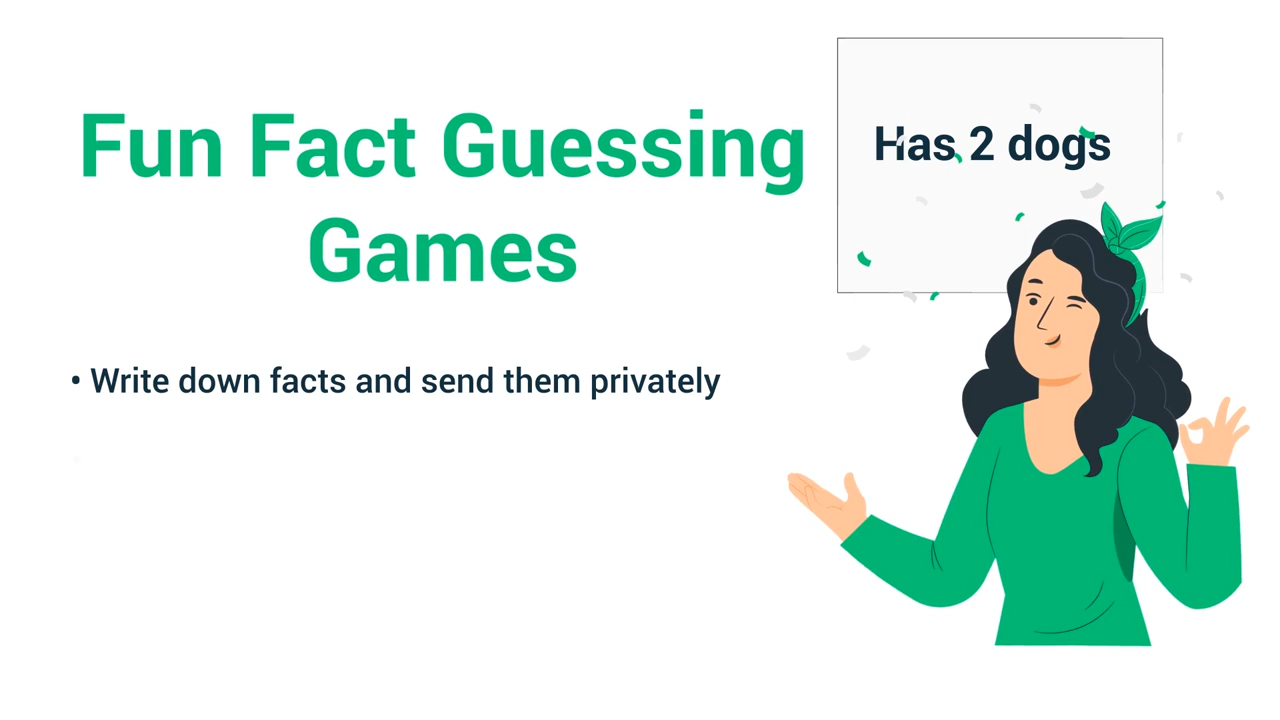 Fun Fact Guessing
Games
Has 2 dogs
• Write down facts and send them privately